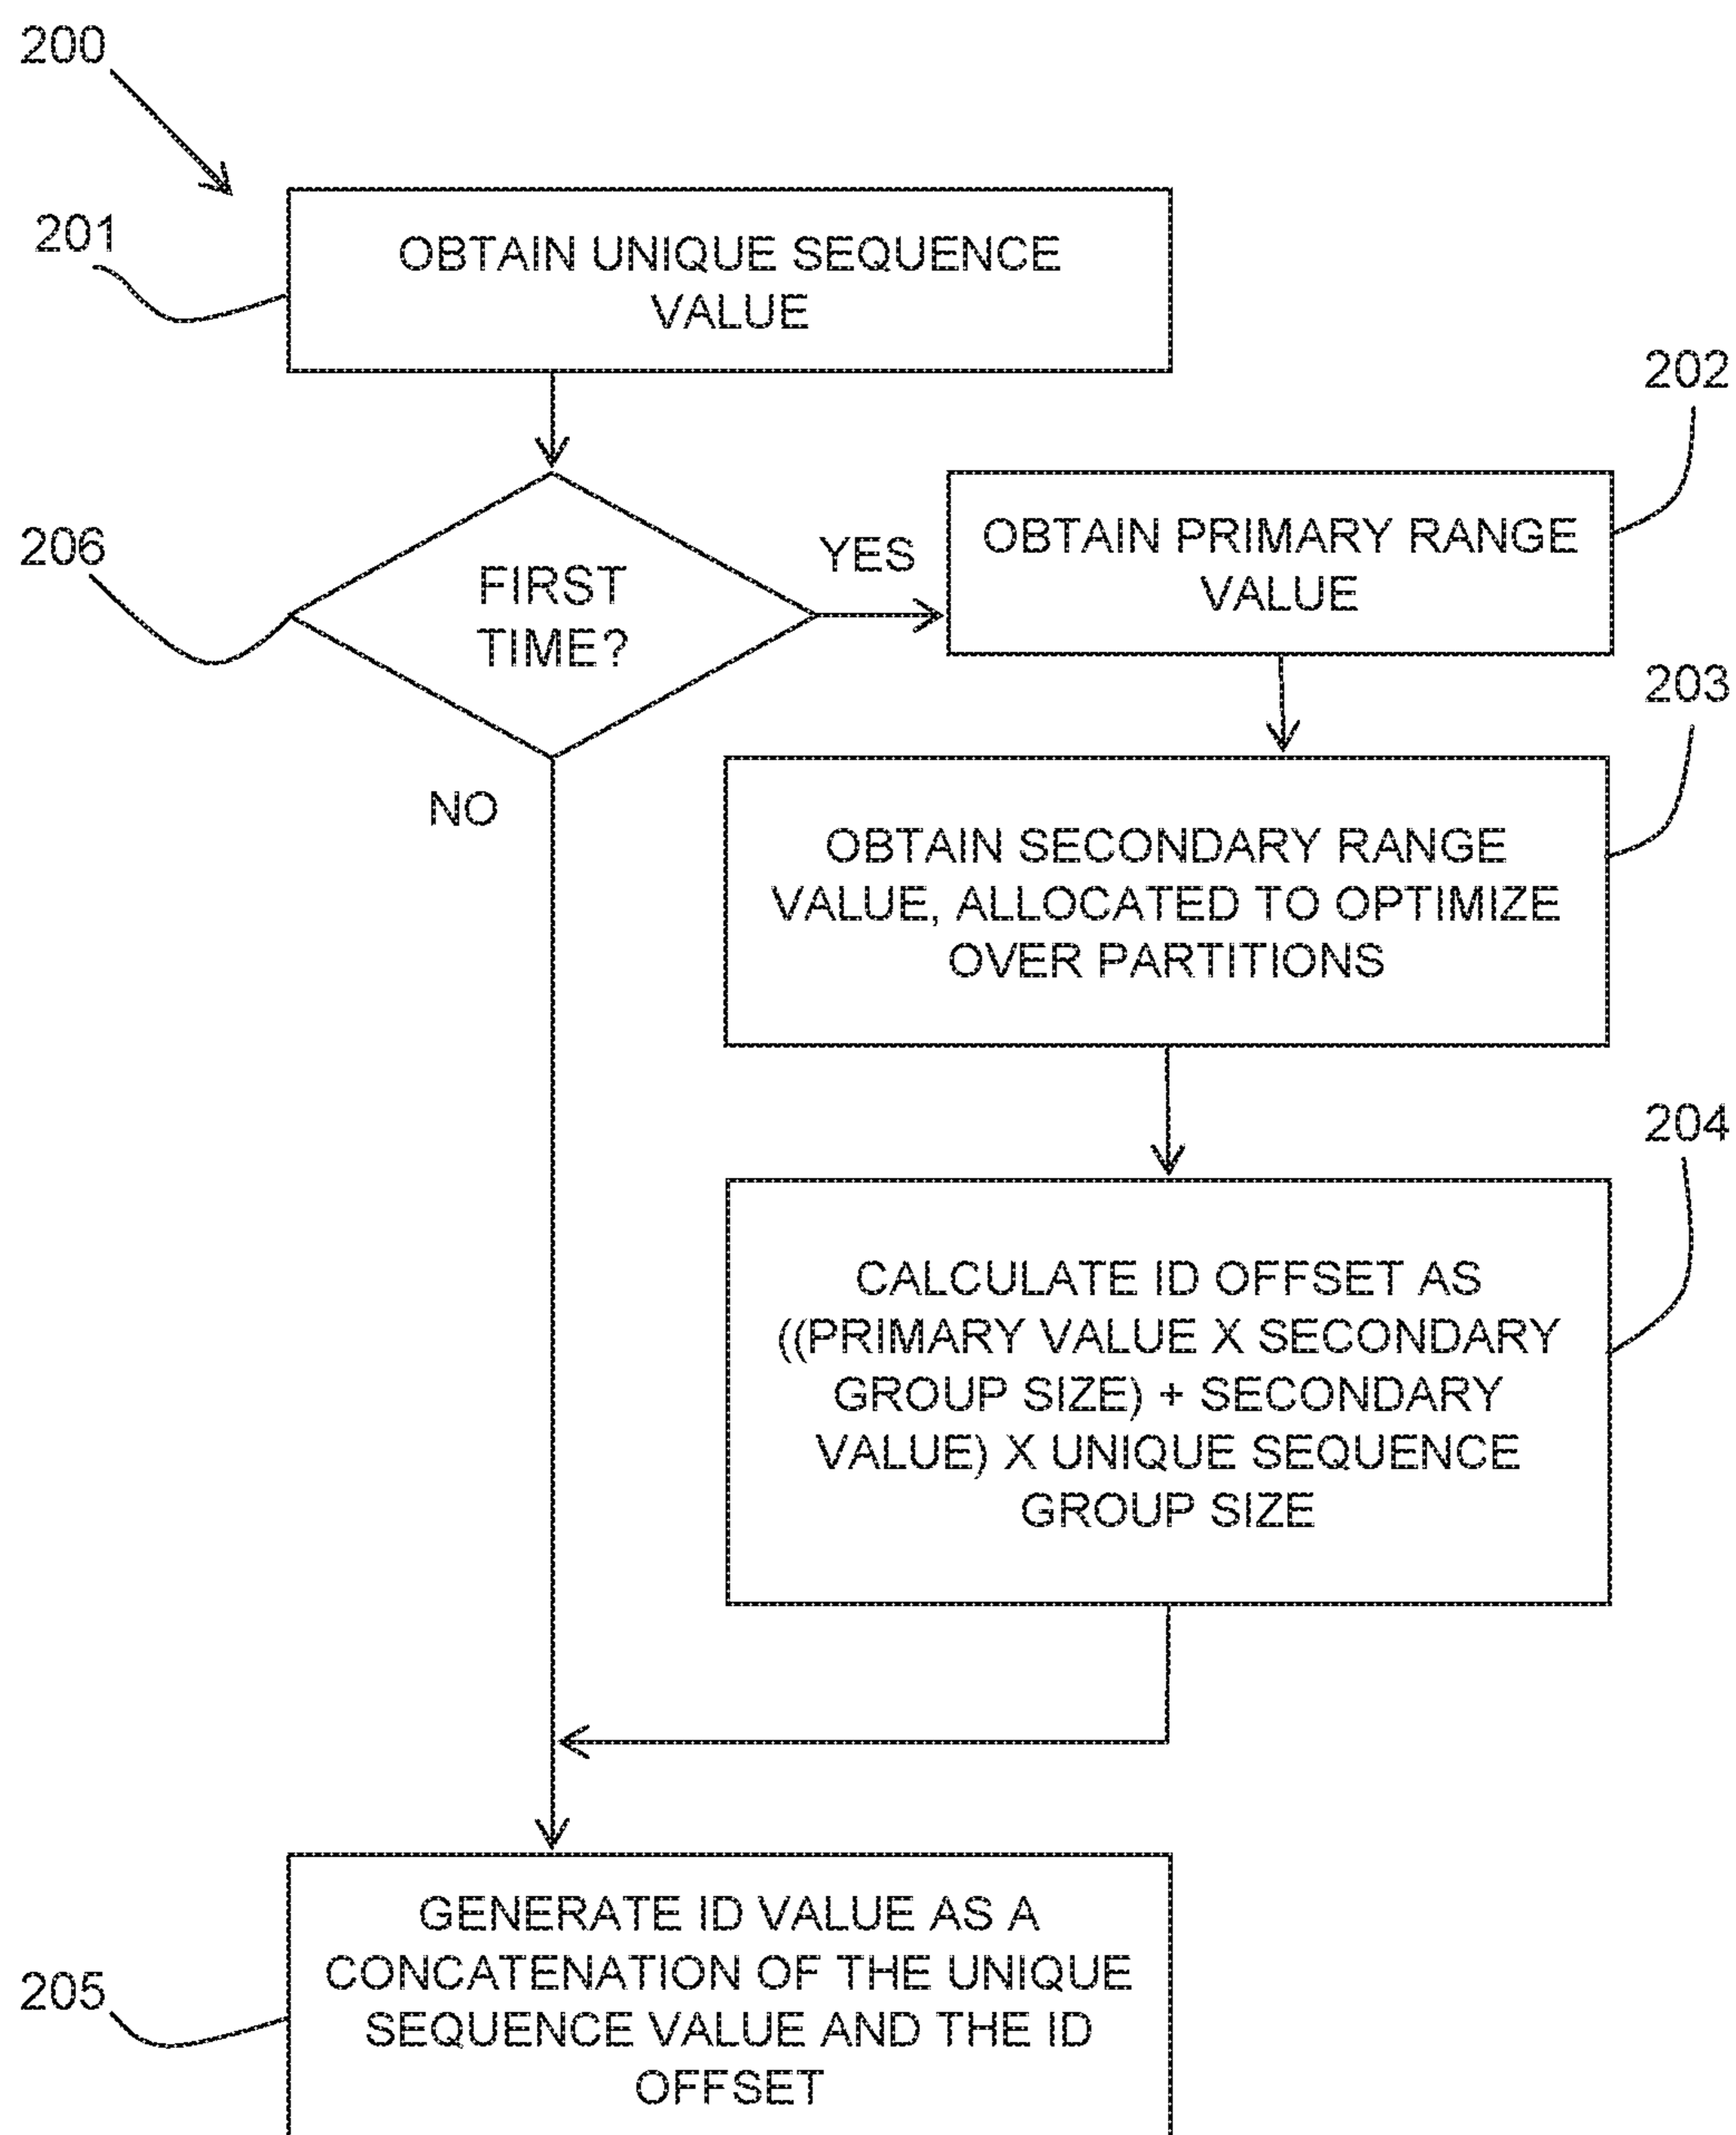 200
201
OBTAIN UNIQUE SEQUENCE
VALUE
202
206
FIRST
TIME?
YES
OBTAIN PRIMARY RANGE
VALUE
203
NO
OBTAIN SECONDARY RANGE
VALUE, ALLOCATED TO OPTIMIZE
OVER PARTITIONS
204
CALCULATE ID OFFSET AS
((PRIMARY VALUE X SECONDARY
GROUP SIZE) + SECONDARY
VALUE) X UNIQUE SEQUENCE
GROUP SIZE
205
GENERATE ID VALUE AS A
CONCATENATION OF THE UNIQUE
SEQUENCE VALUE AND THE ID
OFFSET